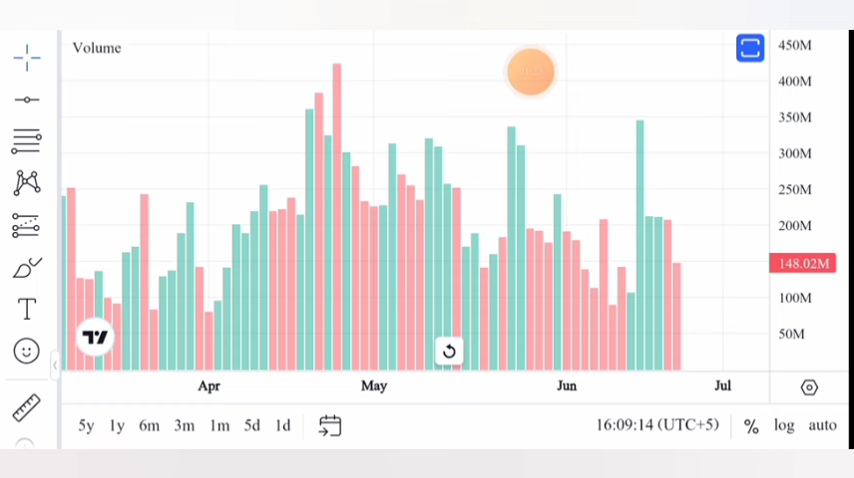 Volume
450M
400M
350M
300M
250M
200M
148.02M
100M
50M
Apr May Jun Jul
5y 1y 6m 3m 1m 5d 1d 16:09:14 (UTC+5) % log auto
T